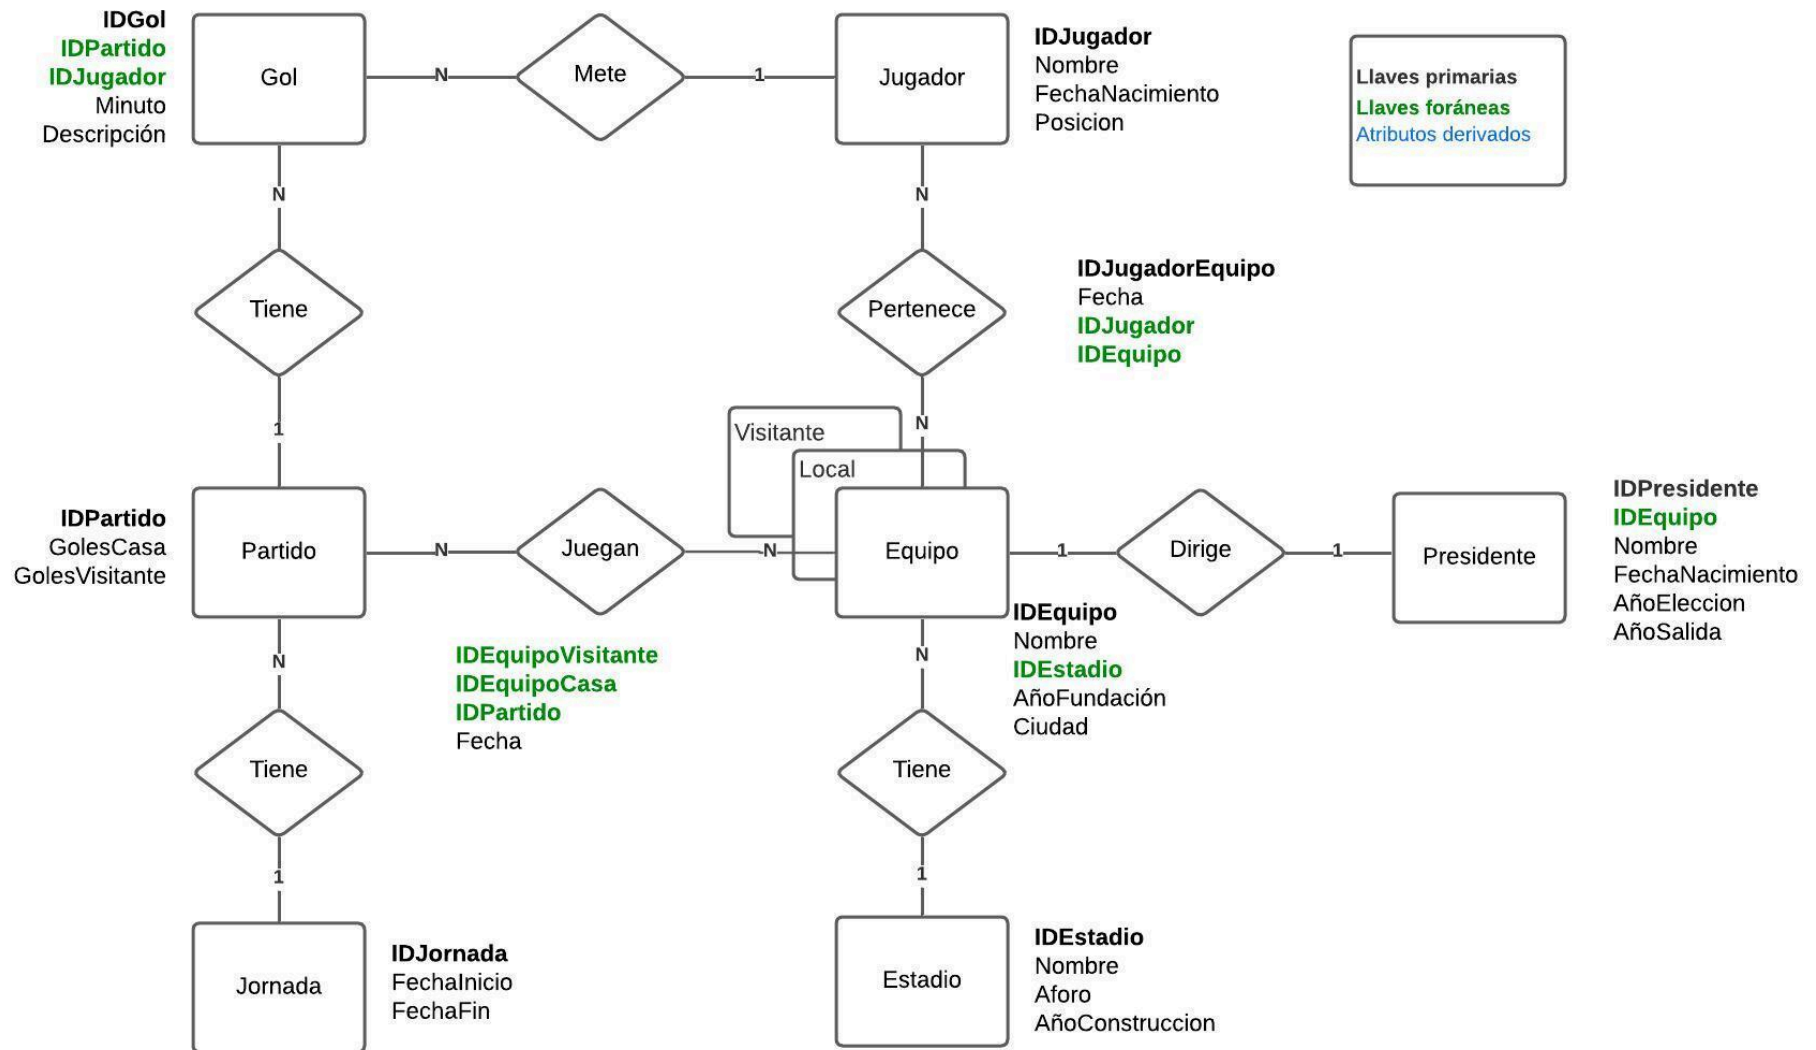 IDGol
IDPartido
IDJugador
Minuto
Descripción
Gol
N
Mete
1
Jugador
IDJugador
Nombre
FechaNacimiento
Posicion
Llaves primarias
Llaves foráneas
Atributos derivados
N
N
Tiene
Pertenece
IDJugadorEquipo
Fecha
IDJugador
IDEquipo
1
N
Visitante
Local
IDPartido
GolesCasa
GolesVisitante
Partido
N
Juegan
N
Equipo
1
Dirige
1
Presidente
IDPresidente
IDEquipo
Nombre
FechaNacimiento
AñoEleccion
AñoSalida
IDEquipo
Nombre
IDEstadio
AñoFundación
Ciudad
IDEquipoVisitante
IDEquipoCasa
IDPartido
Fecha
N
N
Tiene
Tiene
1
1
Jornada
IDJornada
FechaInicio
FechaFin
Estadio
IDEstadio
Nombre
Aforo
AñoConstruccion